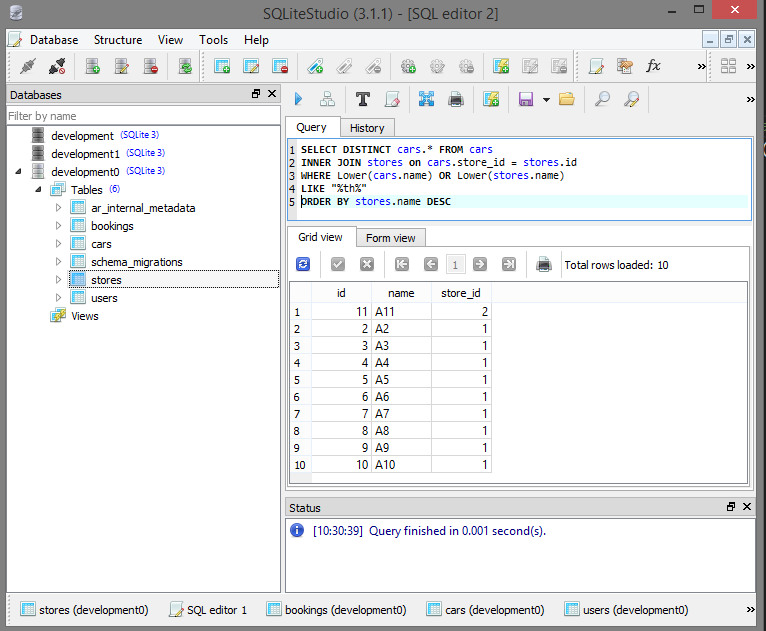 SQLiteStudio (3.1.1) - [SQL editor 2]
Database Structure View Tools Help
Databases
Filter by name
development (SQLite 3)
development1 (SQLite 3)
development0 (SQLite 3)
Tables (6)
ar_internal_metadata
bookings
cars
schema_migrations
stores
users
Views
Query History
1 SELECT DISTINCT cars.* FROM cars
2 INNER JOIN stores on cars.store_id = stores.id
3 WHERE Lower(cars.name) OR Lower(stores.name)
4 LIKE "%th%"
5 ORDER BY stores.name DESC
Grid view Form view
1 Total rows loaded: 10
id name store_id
1 11 A11 2
2 2 A2 1
3 3 A3 1
4 4 A4 1
5 5 A5 1
6 6 A6 1
7 7 A7 1
8 8 A8 1
9 9 A9 1
10 10 A10 1
Status
[10:30:39] Query finished in 0.001 second(s).
stores (development0) SQL editor 1 bookings (development0) cars (development0) users (development0) »